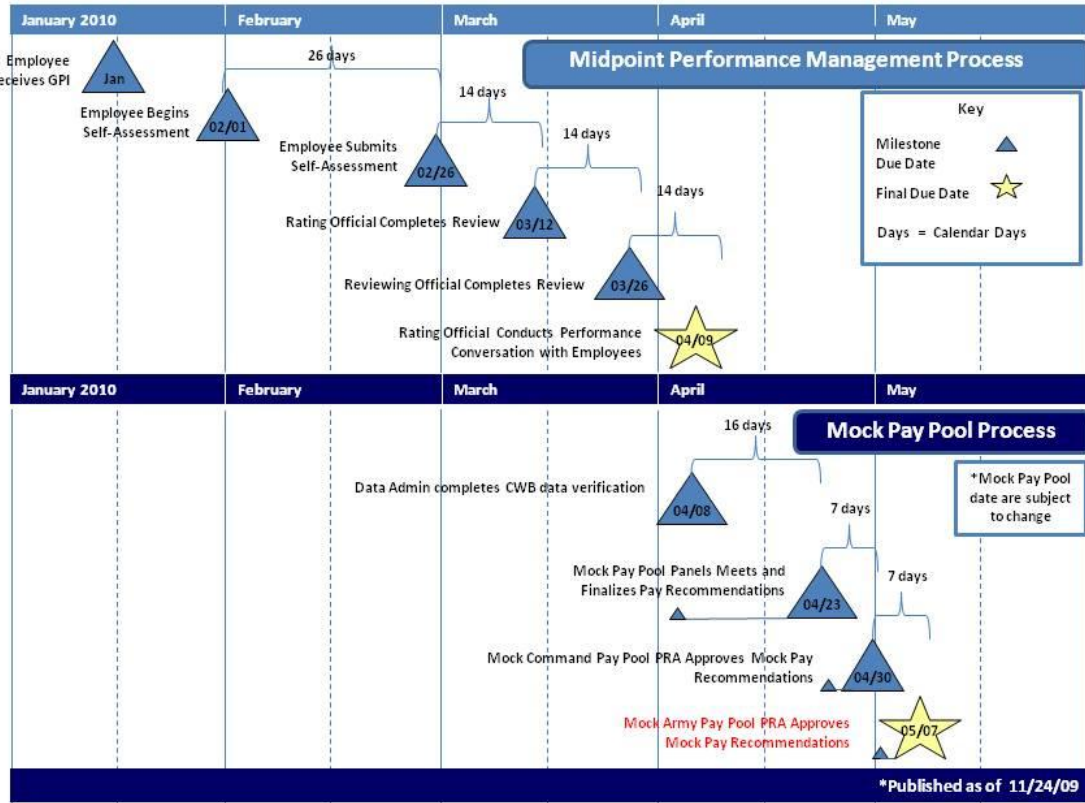 January 2010 February March April May
Midpoint Performance Management Process
Employee
eceives GPI
Jan
26 days
Employee Begins
Self-Assessment
02/01
14 days
Employee Submits
Self-Assessment
02/26
14 days
Rating Official Completes Review
03/12
14 days
Reviewing Official Completes Review
03/26
Rating Official Conducts Performance
Conversation with Employees
04/09
Key
Milestone
Due Date
Final Due Date
Days = Calendar Days
January 2010 February March April May
Mock Pay Pool Process
16 days
Data Admin completes CWB data verification
04/08
*Mock Pay Pool
date are subject
to change
7 days
Mock Pay Pool Panels Meets and
Finalizes Pay Recommendations
04/23
7 days
Mock Command Pay Pool PRA Approves Mock Pay
Recommendations
04/30
Mock Army Pay Pool PRA Approves
Mock Pay Recommendations
05/07
*Published as of 11/24/09